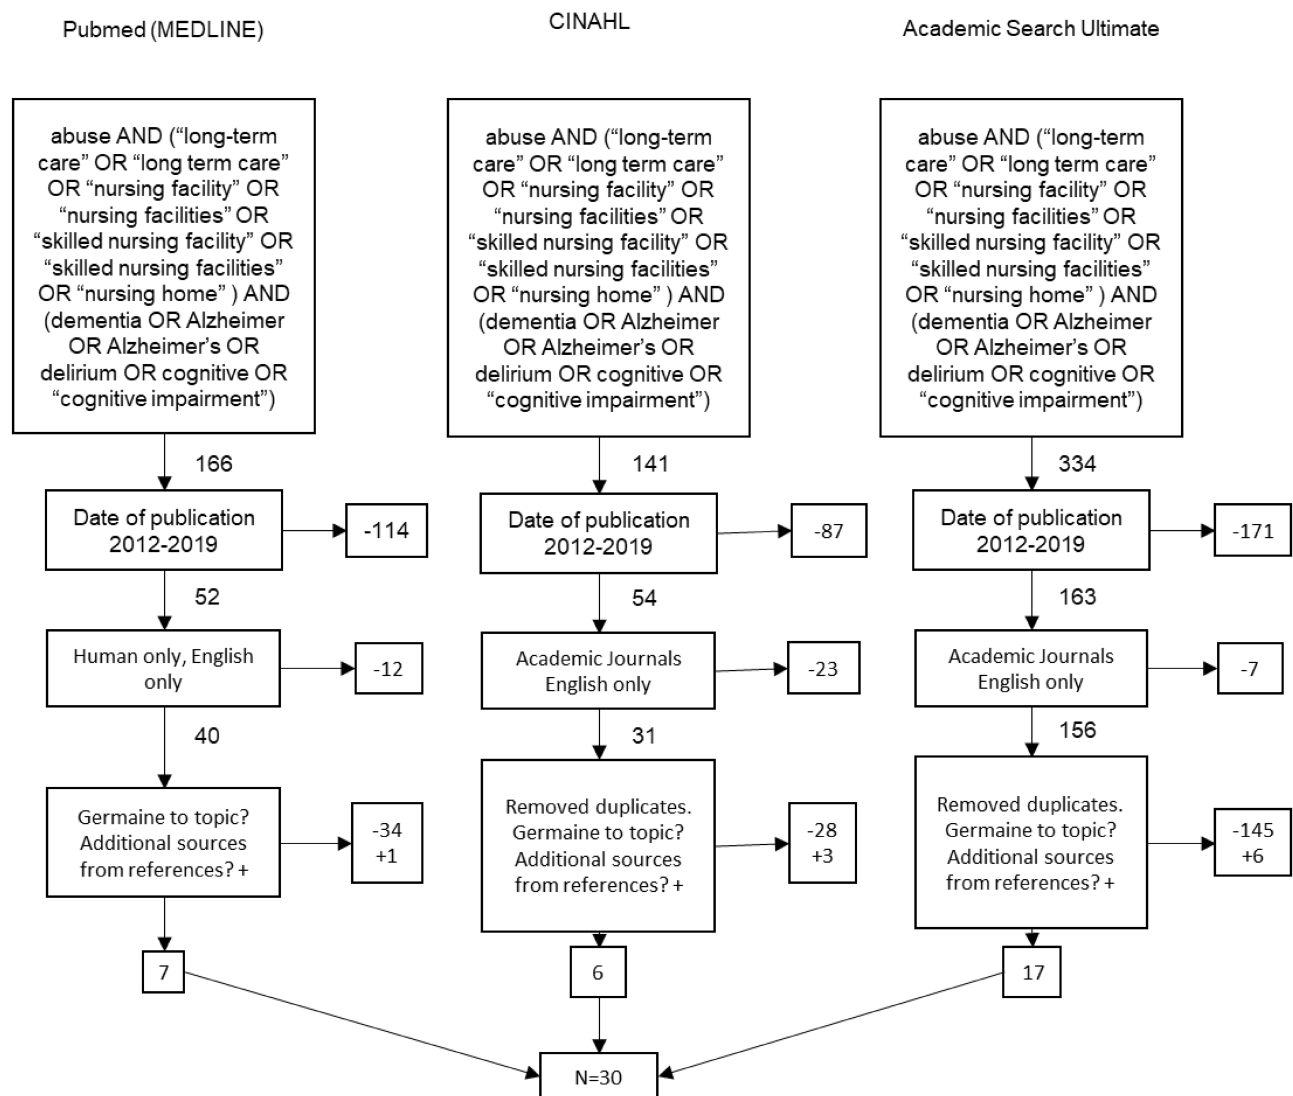 Pubmed (MEDLINE)
CINAHL
Academic Search Ultimate
abuse AND (“long-term
care” OR “long term care”
OR “nursing facility” OR
“nursing facilities” OR
“skilled nursing facility” OR
“skilled nursing facilities”
OR “nursing home” ) AND
(dementia OR Alzheimer
OR Alzheimer’s OR
delirium OR cognitive OR
“cognitive impairment”)
abuse AND (“long-term
care” OR “long term care”
OR “nursing facility” OR
“nursing facilities” OR
“skilled nursing facility” OR
“skilled nursing facilities”
OR “nursing home” ) AND
(dementia OR Alzheimer
OR Alzheimer’s OR
delirium OR cognitive OR
“cognitive impairment”)
abuse AND (“long-term
care” OR “long term care”
OR “nursing facility” OR
“nursing facilities” OR
“skilled nursing facility” OR
“skilled nursing facilities”
OR “nursing home” ) AND
(dementia OR Alzheimer
OR Alzheimer’s OR
delirium OR cognitive OR
“cognitive impairment”)
166
141
334
Date of publication
2012-2019
-114
Date of publication
2012-2019
-87
Date of publication
2012-2019
-171
52
54
163
Human only, English
only
-12
Academic Journals
English only
-23
Academic Journals
English only
-7
40
31
156
Germaine to topic?
Additional sources
from references? +
-34
+1
Removed duplicates.
Germaine to topic?
Additional sources
from references? +
-28
+3
Removed duplicates.
Germaine to topic?
Additional sources
from references? +
-145
+6
7
6
17
N=30